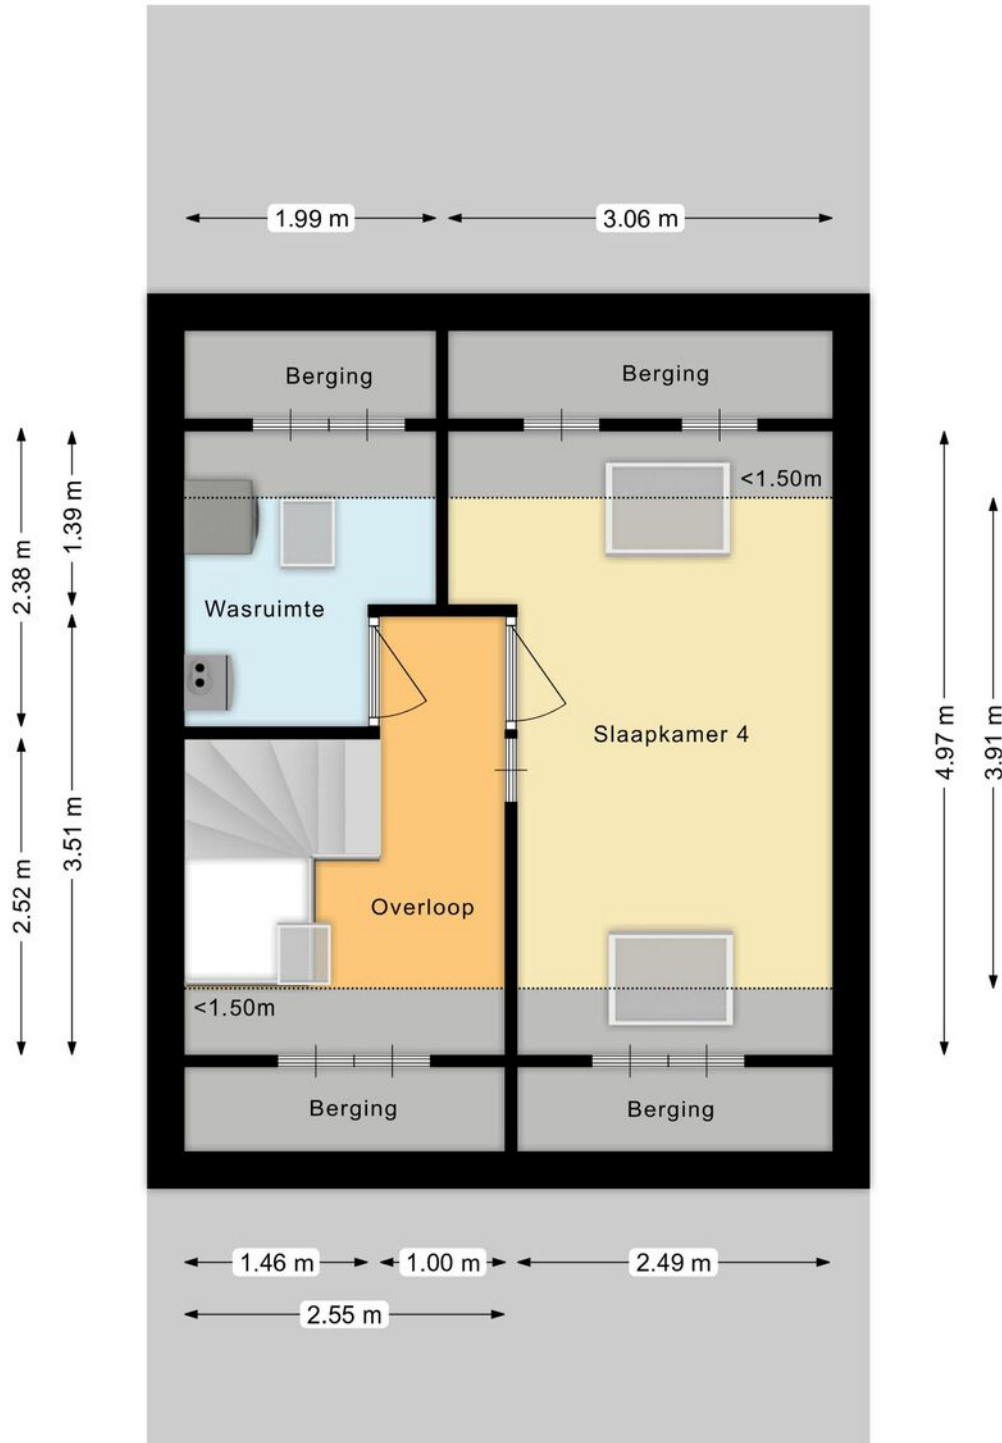 1.99 m
3.06 m
Berging
Berging
<1.50m
2.38 m
1.39 m
Wasruimte
Slaapkamer 4
4.97 m
3.91 m
2.52 m
3.51 m
Overloop
<1.50m
Berging
Berging
1.46 m
1.00 m
2.49 m
2.55 m